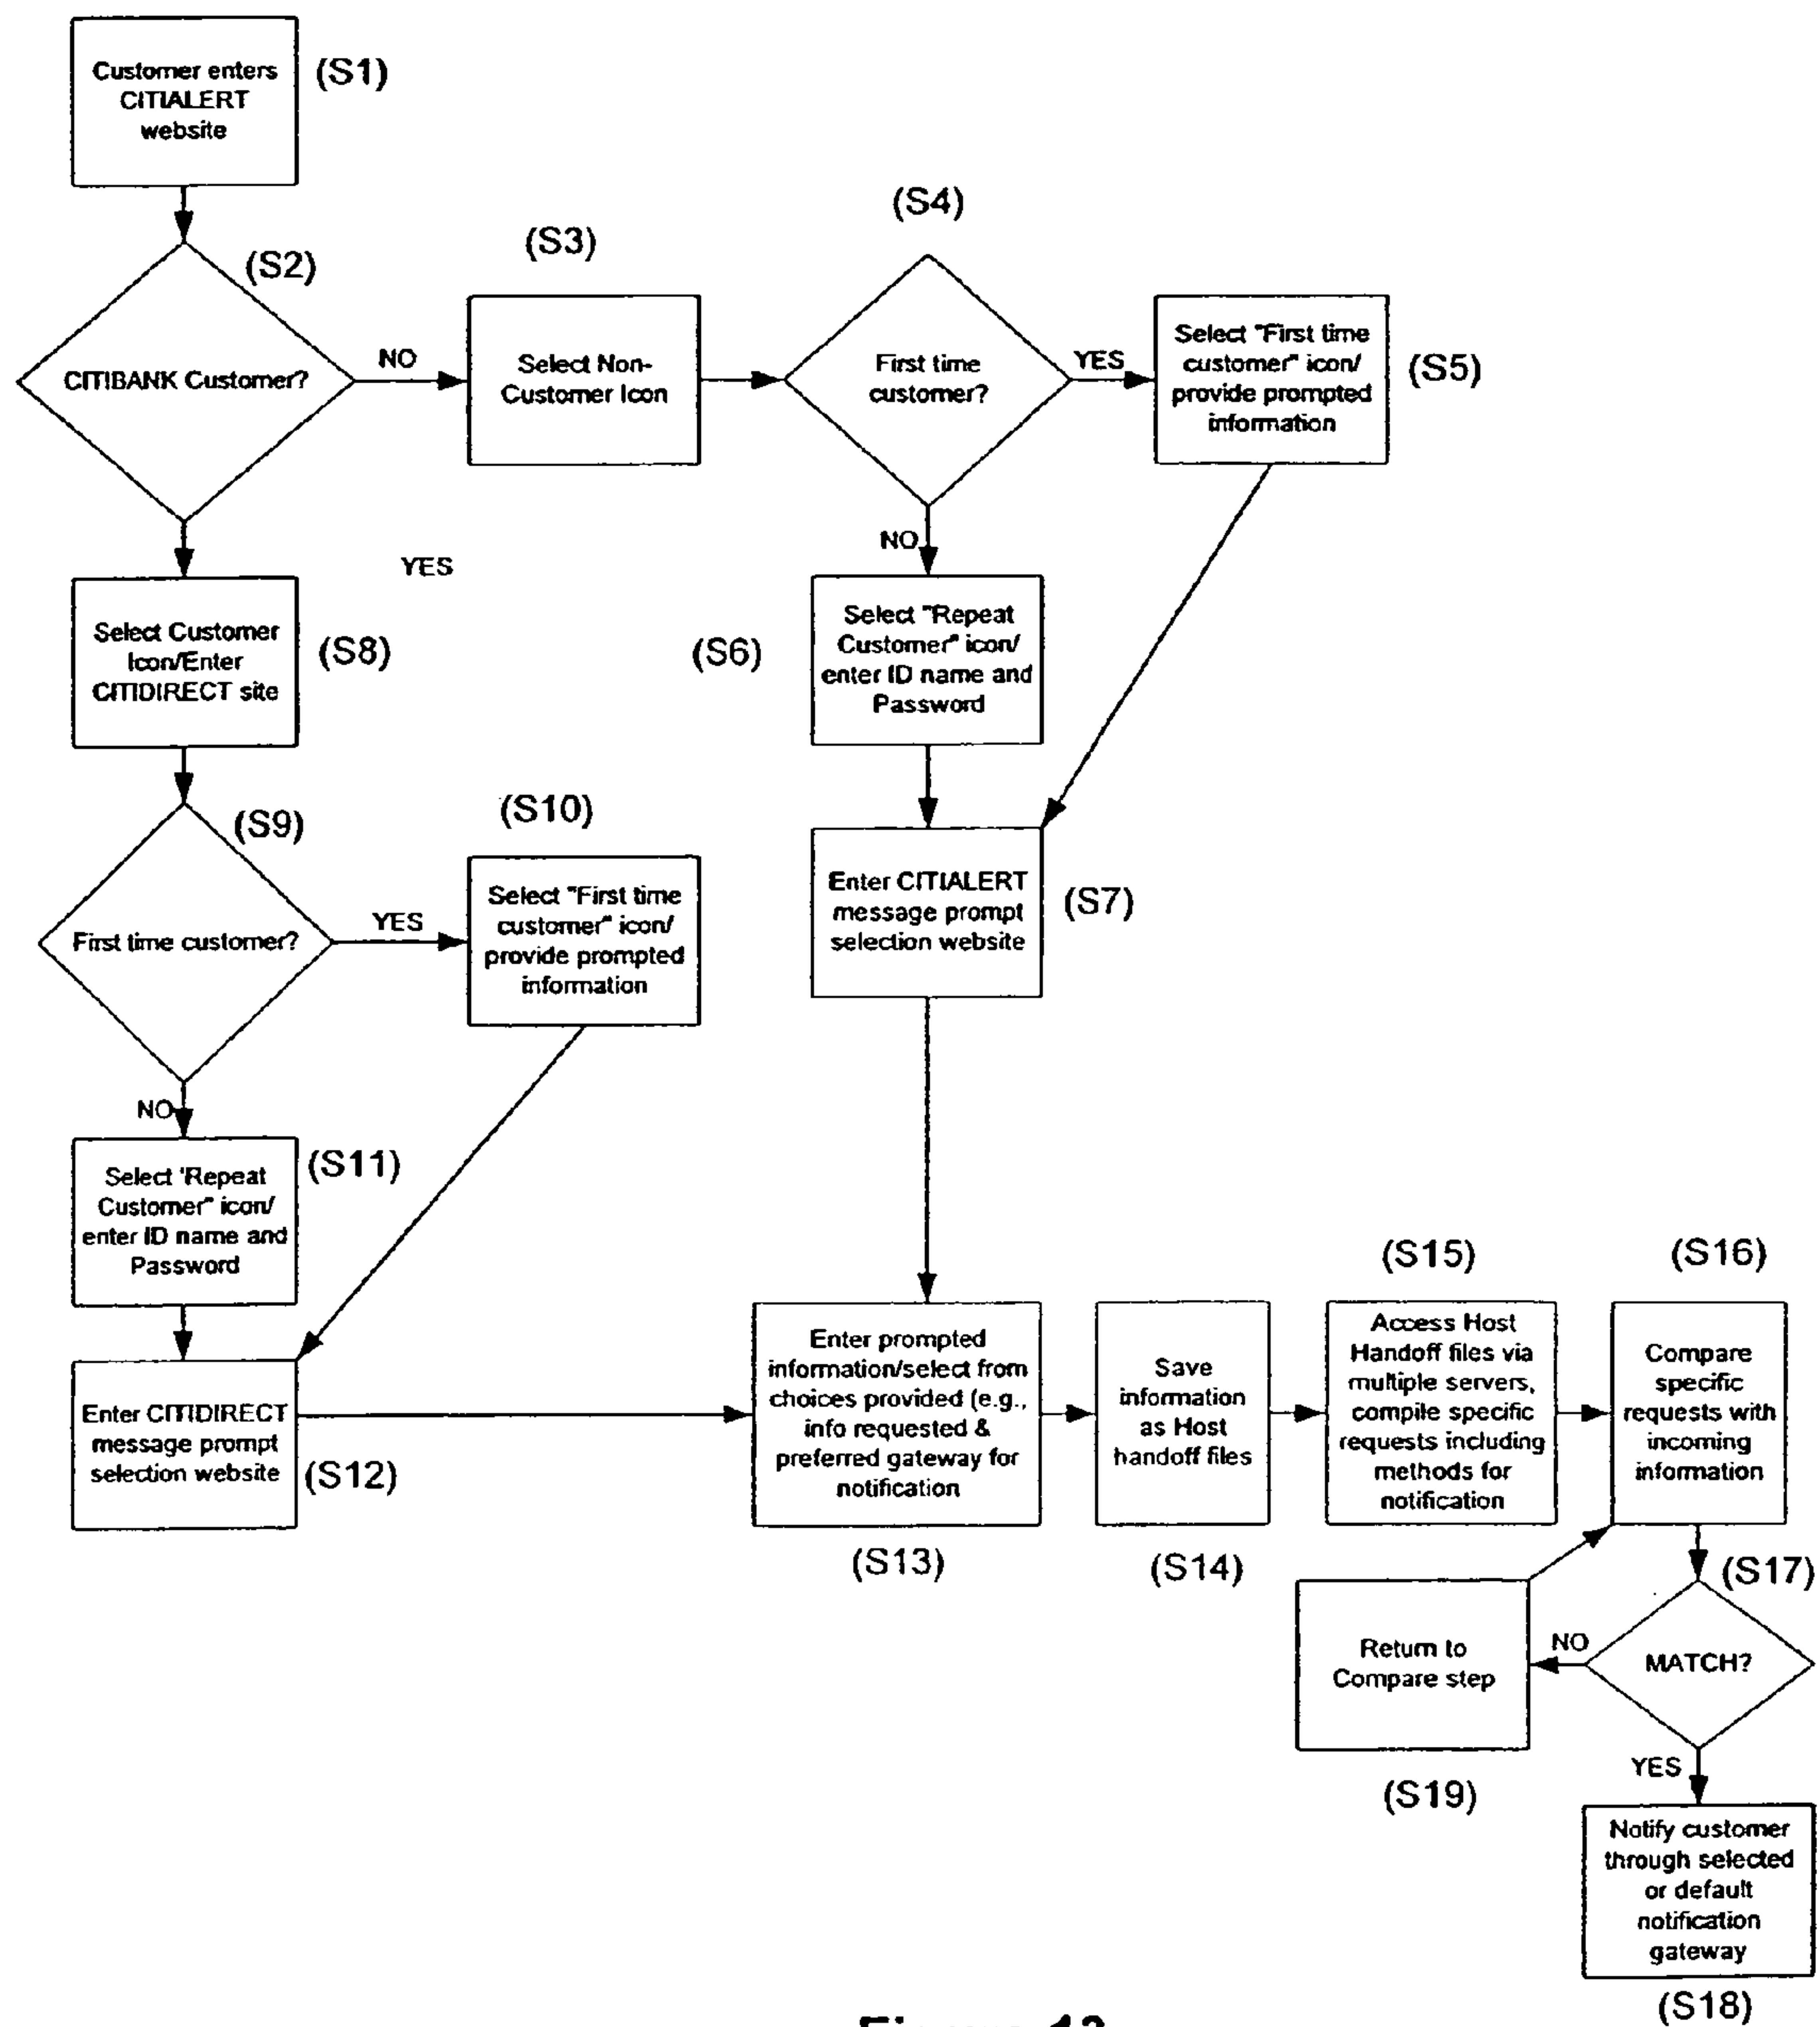 Customer enters
CITIALERT
website
(S1)
(S2)
CITIBANK Customer?
NO
(S3)
Select Non-
Customer Icon
(S4)
First time
customer?
YES
Select "First time
customer" icon/
provide prompted
information
(S5)
YES
NO
Select Customer
Icon/Enter
CITIDIRECT site
(S8)
(S6)
Select "Repeat
Customer" icon/
enter ID name and
Password
(S9)
First time customer?
YES
(S10)
Select "First time
customer" icon/
provide prompted
information
Enter CITIALERT
message prompt
selection website
(S7)
NO
Select 'Repeat
Customer" icon/
enter ID name and
Password
(S11)
Enter CITIDIRECT
message prompt
selection website
(S12)
Enter prompted
information/select from
choices provided (e.g.,
info requested &
preferred gateway for
notification
(S13)
Save
information
as Host
handoff files
(S14)
(S15)
Access Host
Handoff files via
multiple servers,
compile specific
requests including
methods for
notification
(S16)
Compare
specific
requests with
incoming
information
(S17)
MATCH?
NO
Return to
Compare step
(S19)
YES
Notify customer
through selected
or default
notification
gateway
(S18)